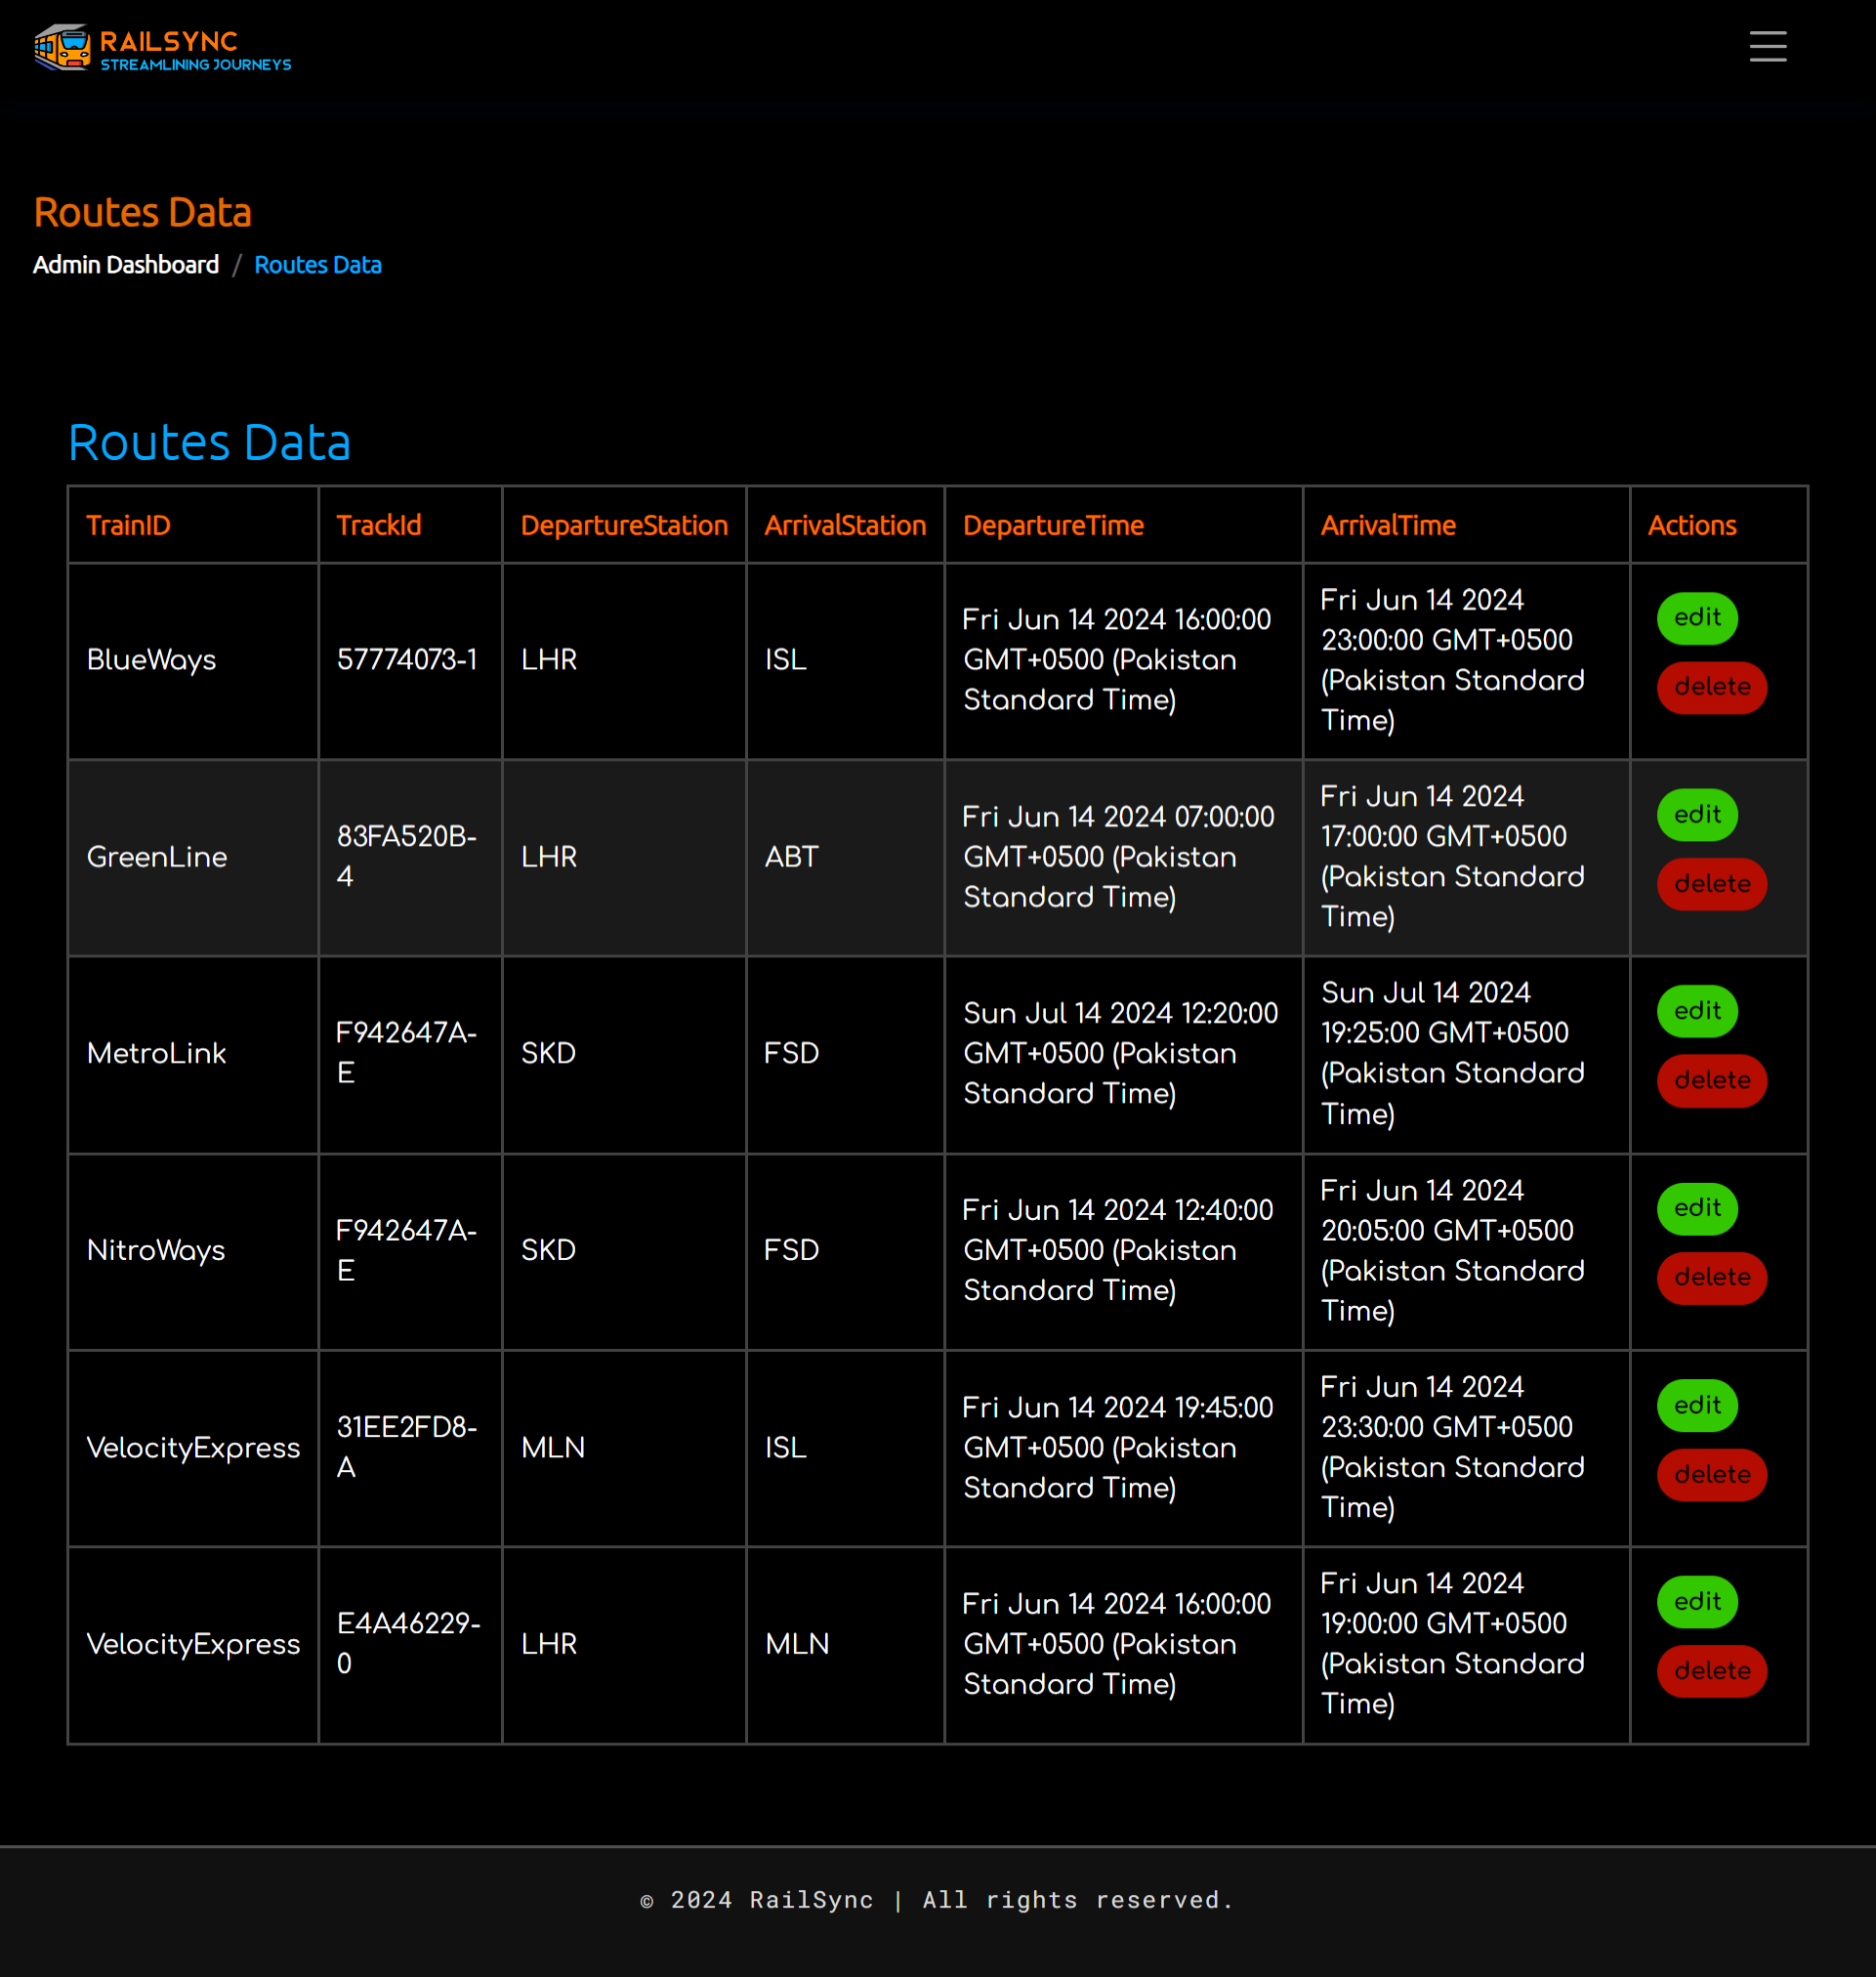 RAILSYNC
STREAMLINING JOURNEYS
Routes Data
Admin Dashboard / Routes Data
Routes Data
TrainID TrackId DepartureStation ArrivalStation DepartureTime ArrivalTime Actions
BlueWays
57774073-1
LHR
ISL
Fri Jun 14 2024 16:00:00
GMT+0500 (Pakistan
Standard Time)
Fri Jun 14 2024
23:00:00 GMT+0500
(Pakistan Standard
Time)
edit
delete
GreenLine
83FA520B-
4
LHR
ABT
Fri Jun 14 2024 07:00:00
GMT+0500 (Pakistan
Standard Time)
Fri Jun 14 2024
17:00:00 GMT+0500
(Pakistan Standard
Time)
edit
delete
MetroLink
F942647A-
E
SKD
FSD
Sun Jul 14 2024 12:20:00
GMT+0500 (Pakistan
Standard Time)
Sun Jul 14 2024
19:25:00 GMT+0500
(Pakistan Standard
Time)
edit
delete
NitroWays
F942647A-
E
SKD
FSD
Fri Jun 14 2024 12:40:00
GMT+0500 (Pakistan
Standard Time)
Fri Jun 14 2024
20:05:00 GMT+0500
(Pakistan Standard
Time)
edit
delete
VelocityExpress
31EE2FD8-
A
MLN
ISL
Fri Jun 14 2024 19:45:00
GMT+0500 (Pakistan
Standard Time)
Fri Jun 14 2024
23:30:00 GMT+0500
(Pakistan Standard
Time)
edit
delete
VelocityExpress
E4A46229-
0
LHR
MLN
Fri Jun 14 2024 16:00:00
GMT+0500 (Pakistan
Standard Time)
Fri Jun 14 2024
19:00:00 GMT+0500
(Pakistan Standard
Time)
edit
delete
© 2024 RailSync | All rights reserved.